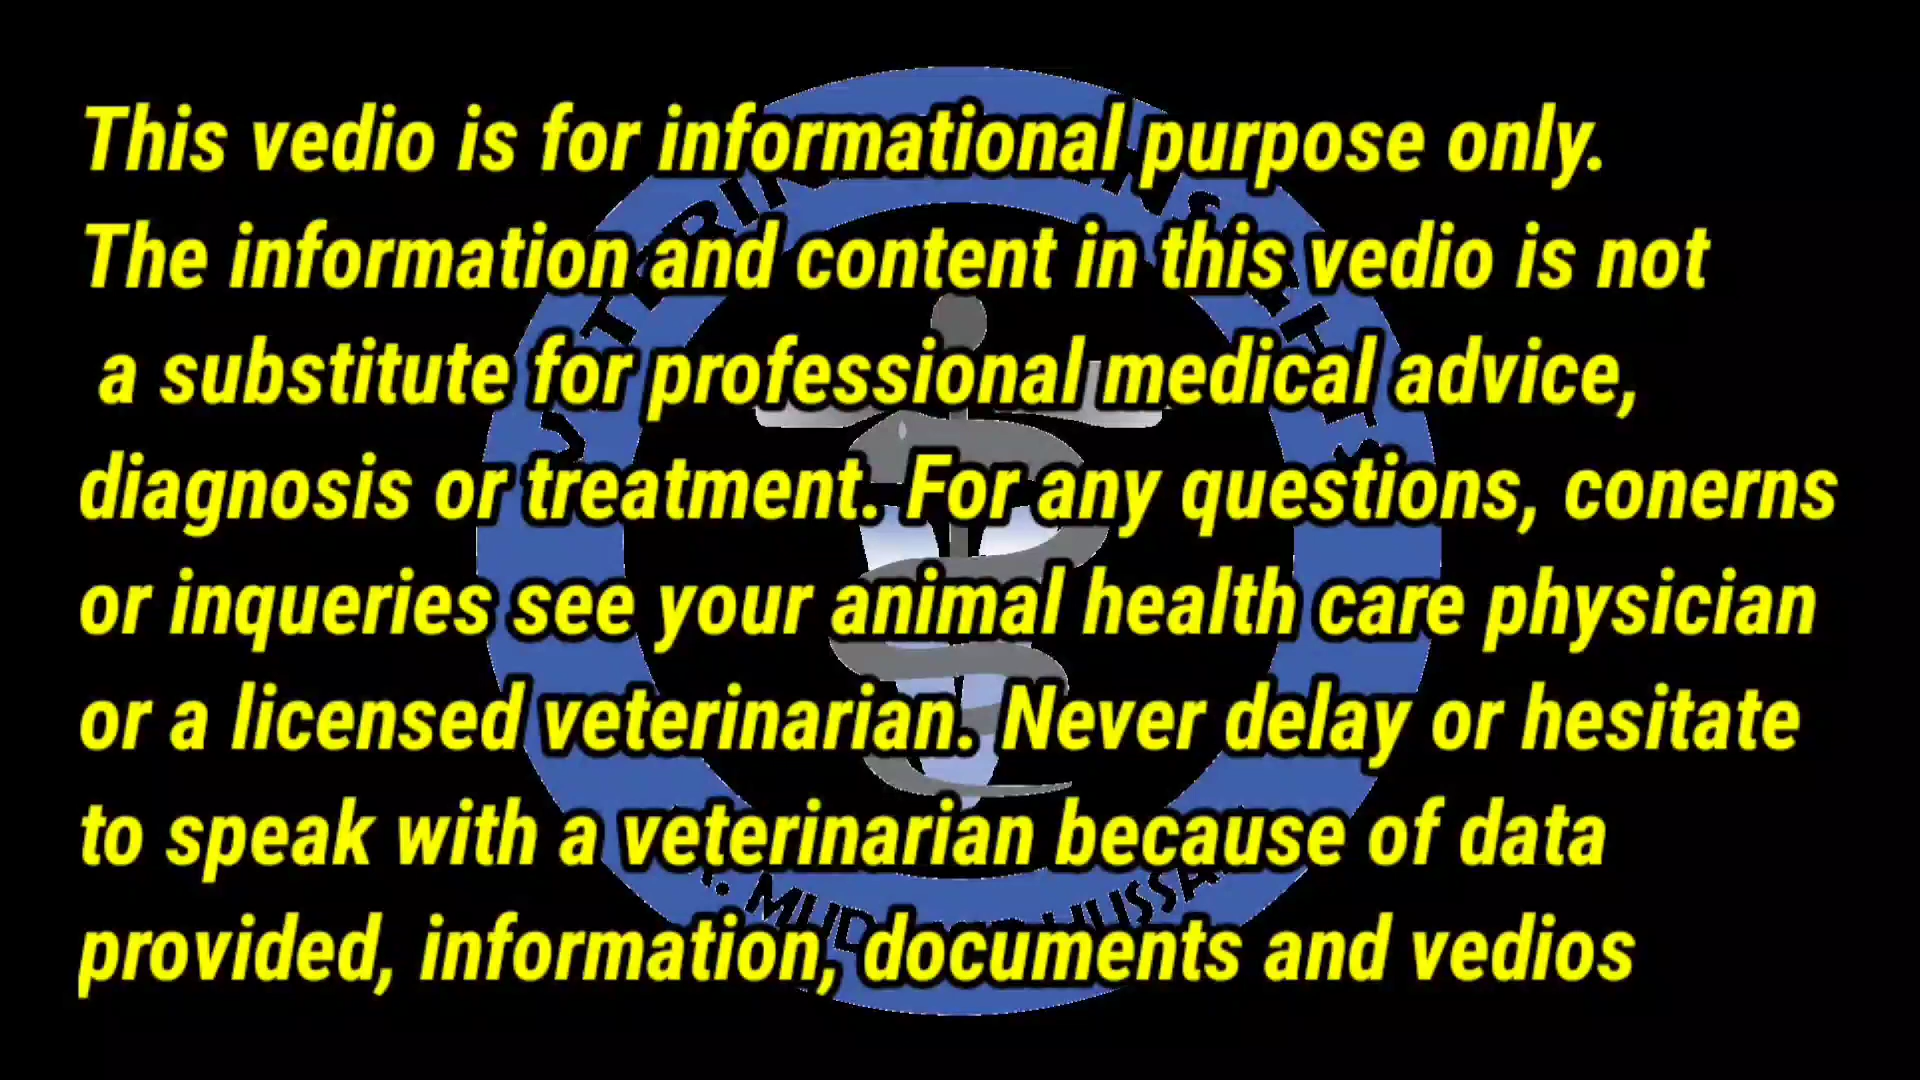 This vedio is for informational purpose only.
The information and content in this vedio is not
a substitute for professional medical advice,
diagnosis or treatment. For any questions, conerns
or inqueries see your animal health care physician
or a licensed veterinarian. Never delay or hesitate
to speak with a veterinarian because of data
provided, information, documents and vedios